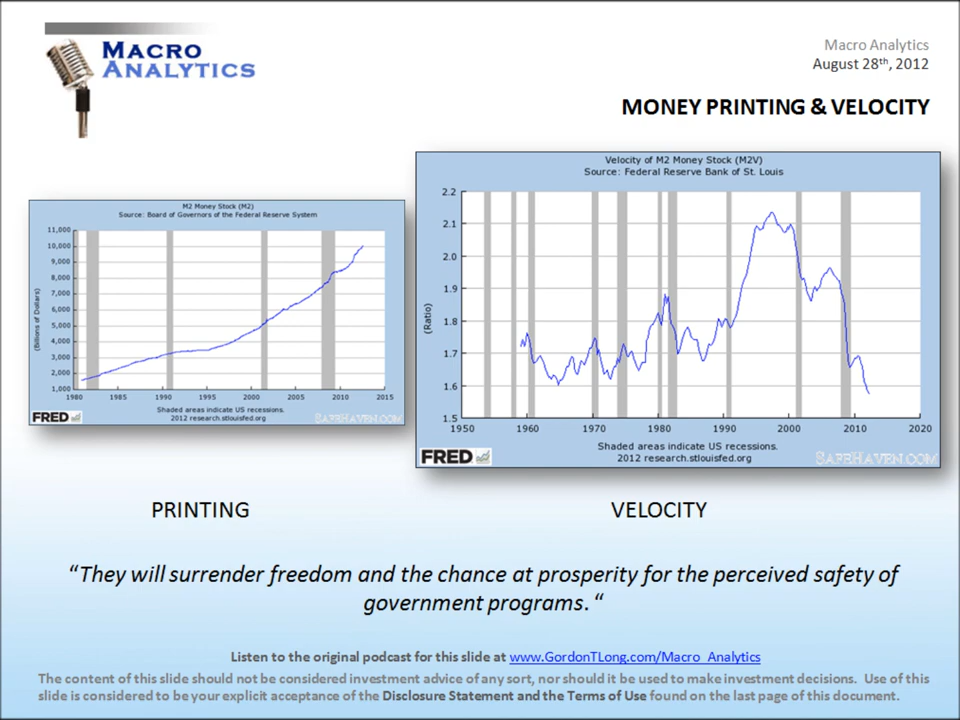 MACRO
ANALYTICS
Macro Analytics
August 28th, 2012
MONEY PRINTING & VELOCITY
M2 Money Stock (M2)
Source: Board of Governors of the Federal Reserve System
(Billions of Dollars)
11,000
10,000
9,000
8,000
7,000
6,000
5,000
4,000
3,000
2,000
1,000
1980 1985 1990 1995 2000 2005 2010 2015
Shaded areas indicate US recessions.
2012 research.stlouisfed.org
FRED
SAFEHAVEN.COM
Velocity of M2 Money Stock (M2V)
Source: Federal Reserve Bank of St. Louis
(Ratio)
2.2
2.1
2.0
1.9
1.8
1.7
1.6
1.5
1950 1960 1970 1980 1990 2000 2010 2020
Shaded areas indicate US recessions.
2012 research.stlouisfed.org
FRED
SAFEHAVEN.COM
PRINTING
VELOCITY
“They will surrender freedom and the chance at prosperity for the perceived safety of
government programs. “
Listen to the original podcast for this slide at www.GordonTLong.com/Macro_Analytics
The content of this slide should not be considered investment advice of any sort, nor should it be used to make investment decisions. Use of this
slide is considered to be your explicit acceptance of the Disclosure Statement and the Terms of Use found on the last page of this document.